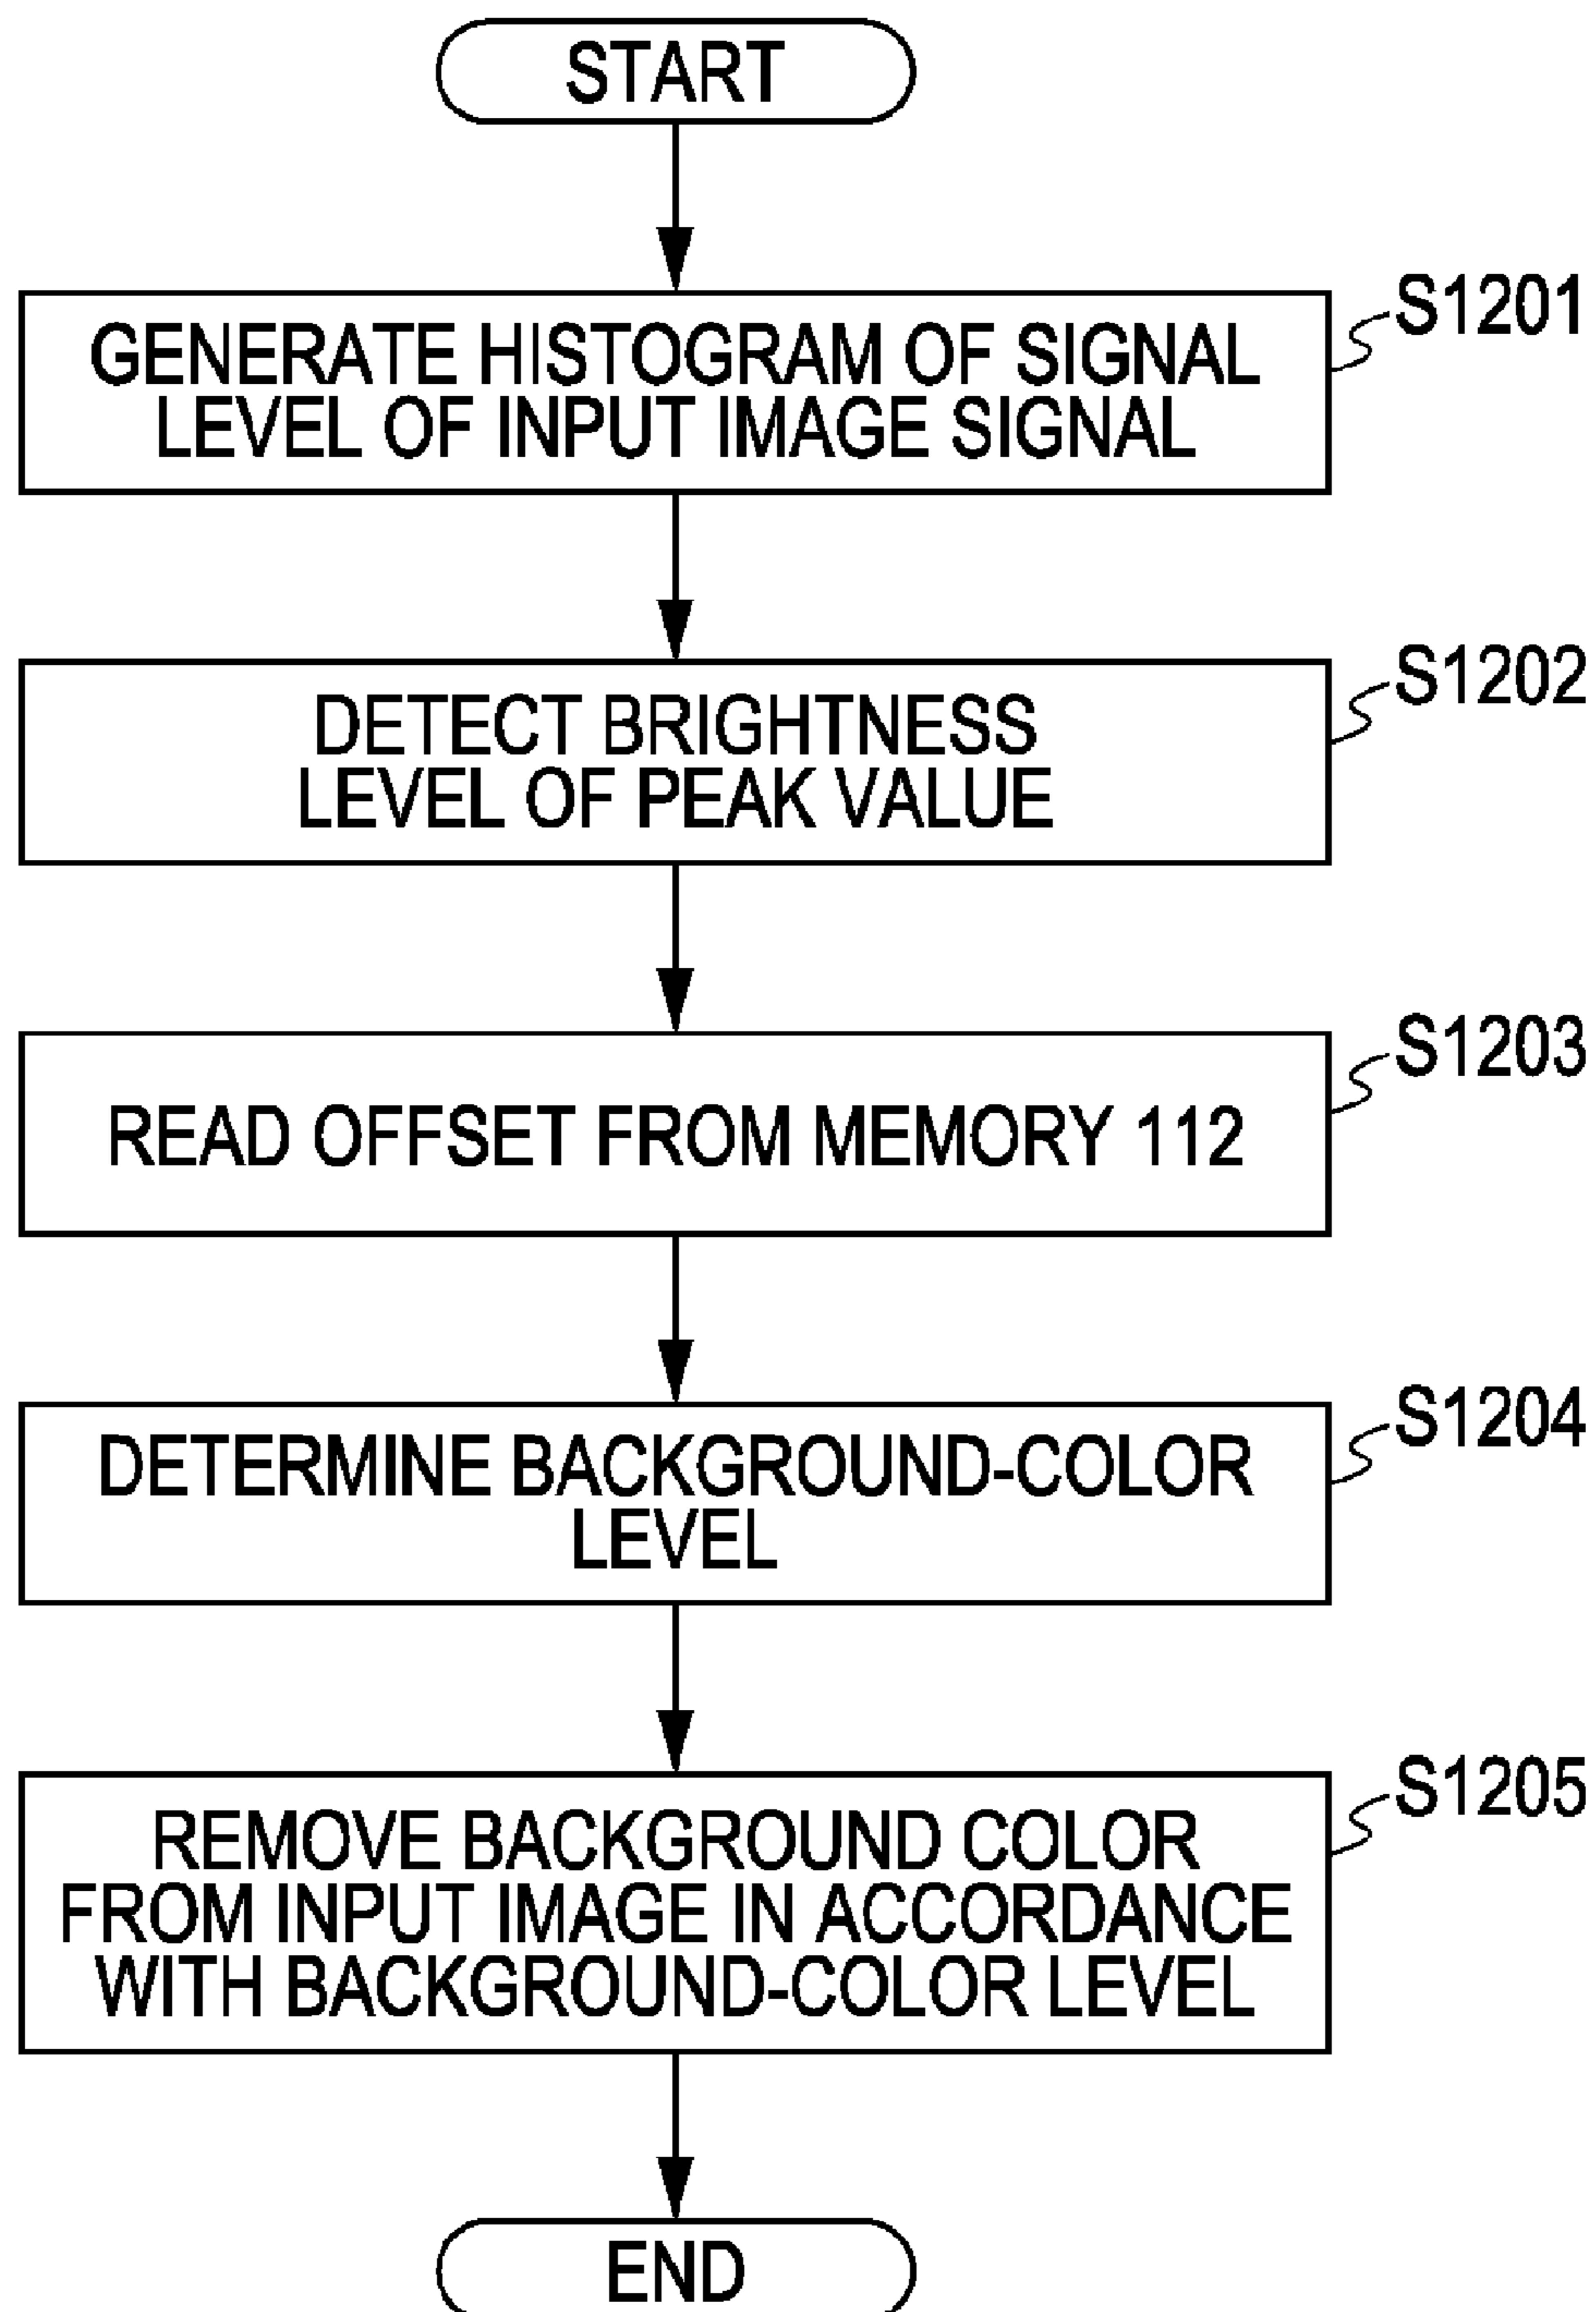 START
S1201
GENERATE HISTOGRAM OF SIGNAL
LEVEL OF INPUT IMAGE SIGNAL
S1202
DETECT BRIGHTNESS
LEVEL OF PEAK VALUE
S1203
READ OFFSET FROM MEMORY 112
S1204
DETERMINE BACKGROUND-COLOR
LEVEL
S1205
REMOVE BACKGROUND COLOR
FROM INPUT IMAGE IN ACCORDANCE
WITH BACKGROUND-COLOR LEVEL
END